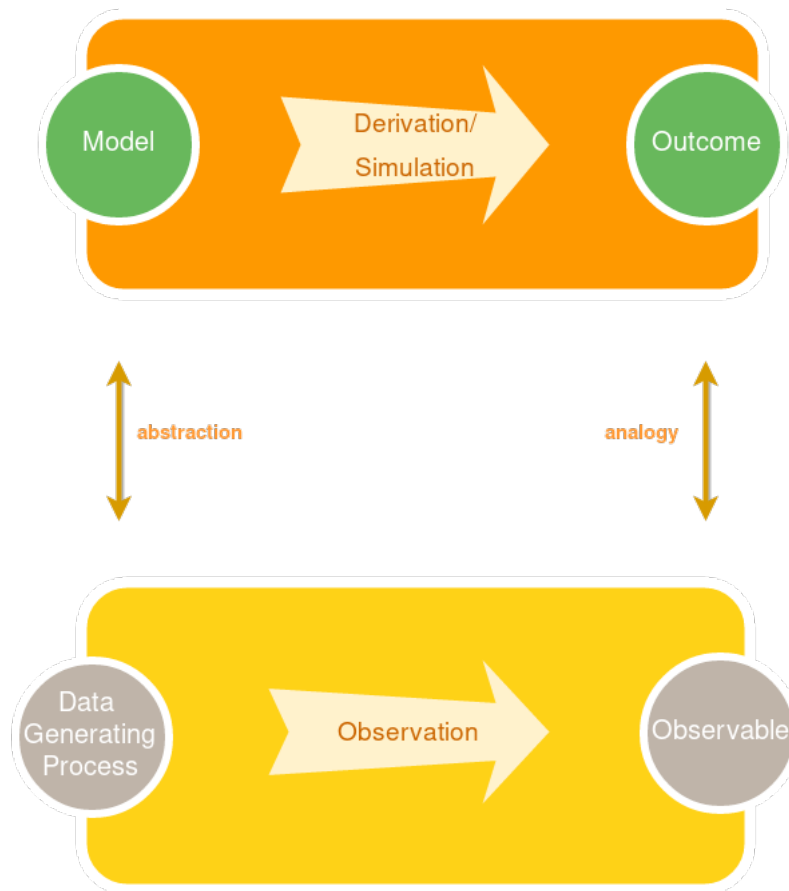 Model
Derivation/
Simulation
Outcome
abstraction
analogy
Data
Generating
Process
Observation
Observable